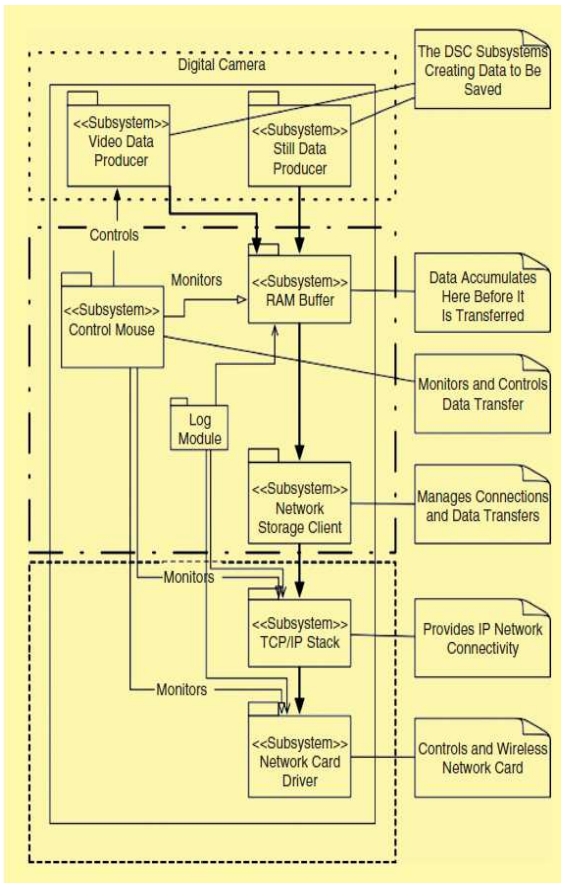 The DSC Subsystems
Creating Data to Be
Saved
Digital Camera
<<Subsystem>>
Video Data
Producer
<<Subsystem>>
Still Data
Producer
Controls
Monitors
<<Subsystem>>
RAM Buffer
Data Accumulates
Here Before It
Is Transferred
<<Subsystem>>
Control Mouse
Monitors and Controls
Data Transfer
Log
Module
<<Subsystem>>
Network
Storage Client
Manages Connections
and Data Transfers
Monitors
<<Subsystem>>
TCP/IP Stack
Provides IP Network
Connectivity
Monitors
<<Subsystem>>
Network Card
Driver
Controls and Wireless
Network Card